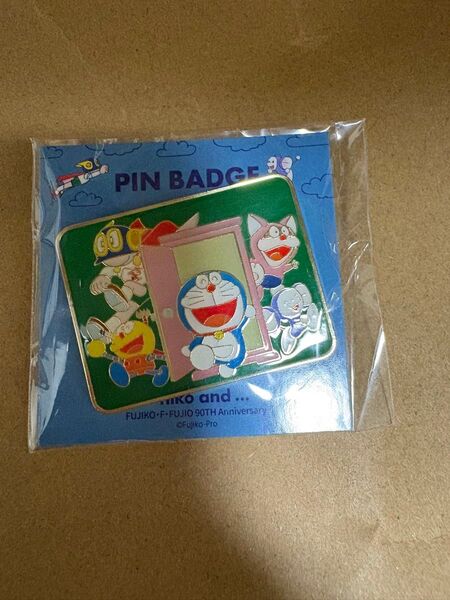 PIN BADGE
niko and ...
FUJIKO・F・FUJIO 90TH Anniversary
©Fujiko-Pro